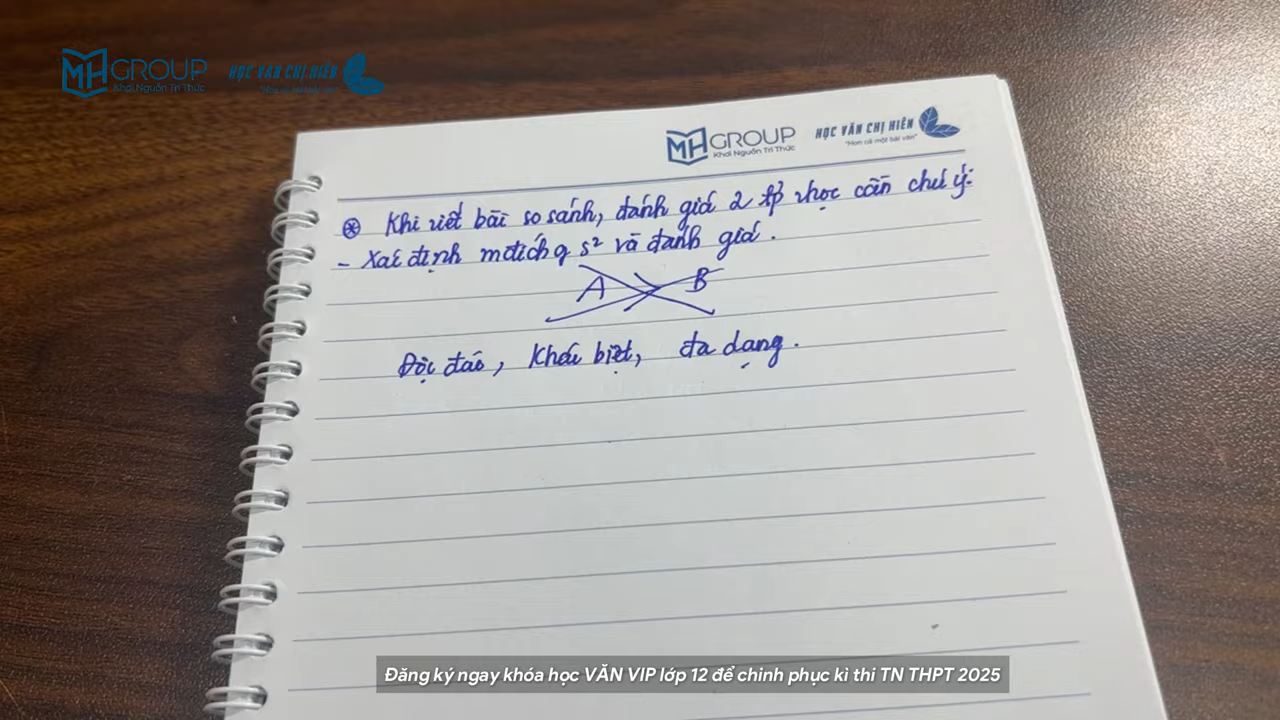 MH GROUP
Khơi Nguồn Tri Thức
HỌC VĂN CHỊ HIÊN
MH GROUP
Khơi Nguồn Tri Thức
HỌC VĂN CHỊ HIÊN
"Hơn cả một bài văn"
⊛ Khi viết bài so sánh, đánh giá 2 tp vhọc cần chú ý:
- Xác định mđích q s² và đánh giá.
A B
Độc đáo, Khác biệt, đa dạng.
Đăng ký ngay khóa học VĂN VIP lớp 12 để chinh phục kì thi TN THPT 2025